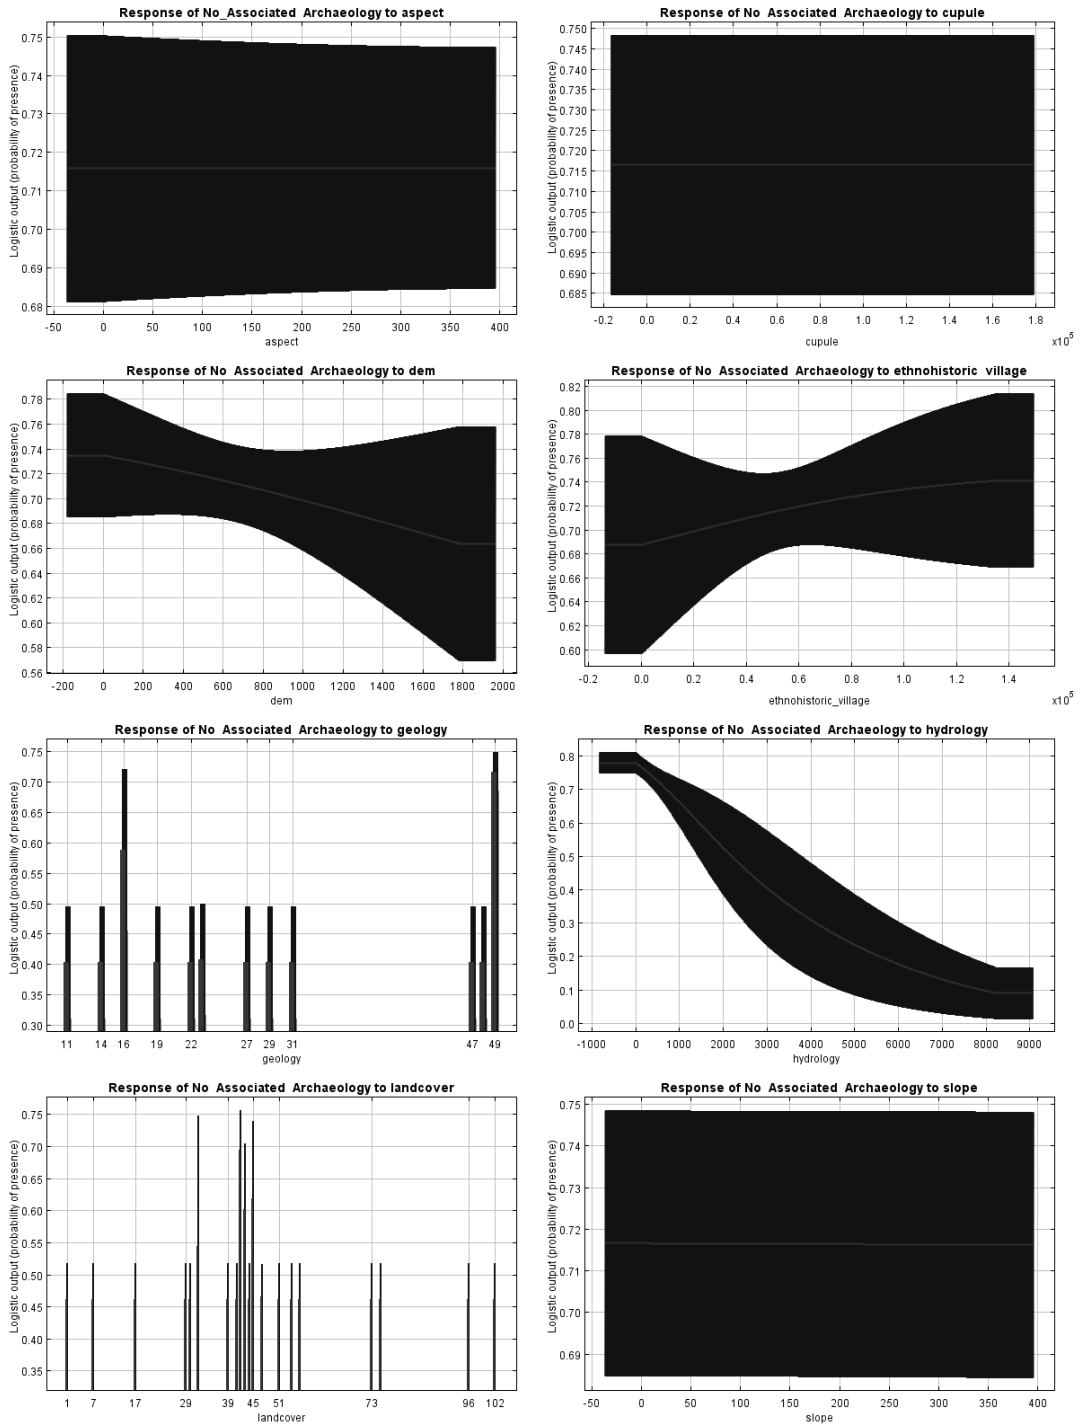 Response of No_Associated Archaeology to aspect
Logistic output (probability of presence)
0.75
0.74
0.73
0.72
0.71
0.70
0.69
0.68
-50 0 50 100 150 200 250 300 350 400
aspect
Response of No Associated Archaeology to cupule
Logistic output (probability of presence)
0.750
0.745
0.740
0.735
0.730
0.725
0.720
0.715
0.710
0.705
0.700
0.695
0.690
0.685
-0.2 0.0 0.2 0.4 0.6 0.8 1.0 1.2 1.4 1.6 1.8
cupule
x10⁵
Response of No Associated Archaeology to dem
Logistic output (probability of presence)
0.78
0.76
0.74
0.72
0.70
0.68
0.66
0.64
0.62
0.60
0.58
0.56
-200 0 200 400 600 800 1000 1200 1400 1600 1800 2000
dem
Response of No Associated Archaeology to ethnohistoric village
Logistic output (probability of presence)
0.82
0.80
0.78
0.76
0.74
0.72
0.70
0.68
0.66
0.64
0.62
0.60
-0.2 0.0 0.2 0.4 0.6 0.8 1.0 1.2 1.4
ethnohistoric_village
x10⁵
Response of No Associated Archaeology to geology
Logistic output (probability of presence)
0.75
0.70
0.65
0.60
0.55
0.50
0.45
0.40
0.35
0.30
11 14 16 19 22 27 29 31 47 49
geology
Response of No Associated Archaeology to hydrology
Logistic output (probability of presence)
0.8
0.7
0.6
0.5
0.4
0.3
0.2
0.1
0.0
-1000 0 1000 2000 3000 4000 5000 6000 7000 8000 9000
hydrology
Response of No Associated Archaeology to landcover
Logistic output (probability of presence)
0.75
0.70
0.65
0.60
0.55
0.50
0.45
0.40
0.35
1 7 17 29 39 45 51 73 96 102
landcover
Response of No Associated Archaeology to slope
Logistic output (probability of presence)
0.75
0.74
0.73
0.72
0.71
0.70
0.69
-50 0 50 100 150 200 250 300 350 400
slope